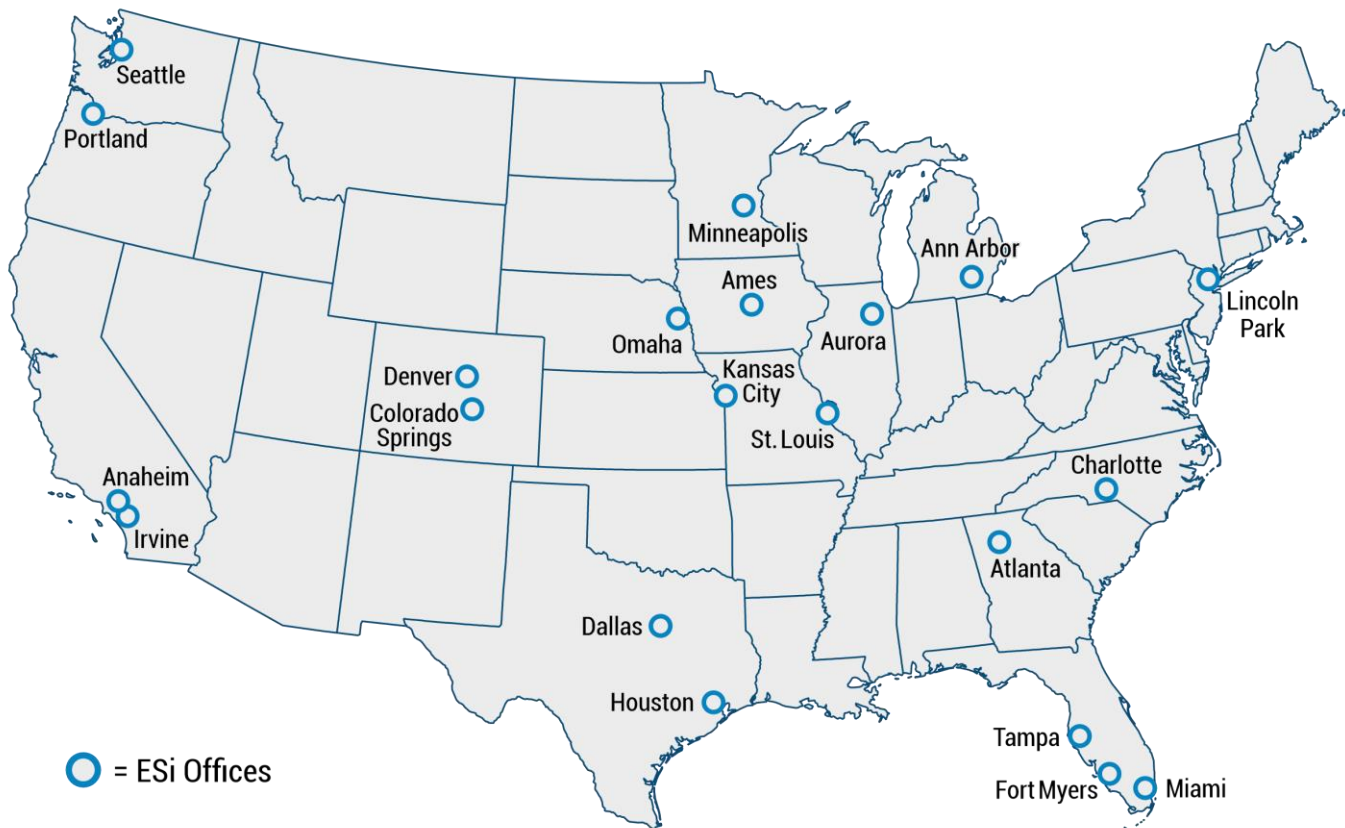 Seattle
Portland
Minneapolis
Ann Arbor
Ames
Lincoln
Park
Omaha
Aurora
Kansas
City
Denver
Colorado
Springs
St. Louis
Charlotte
Anaheim
Irvine
Atlanta
Dallas
Houston
Tampa
= ESi Offices
Fort Myers
Miami